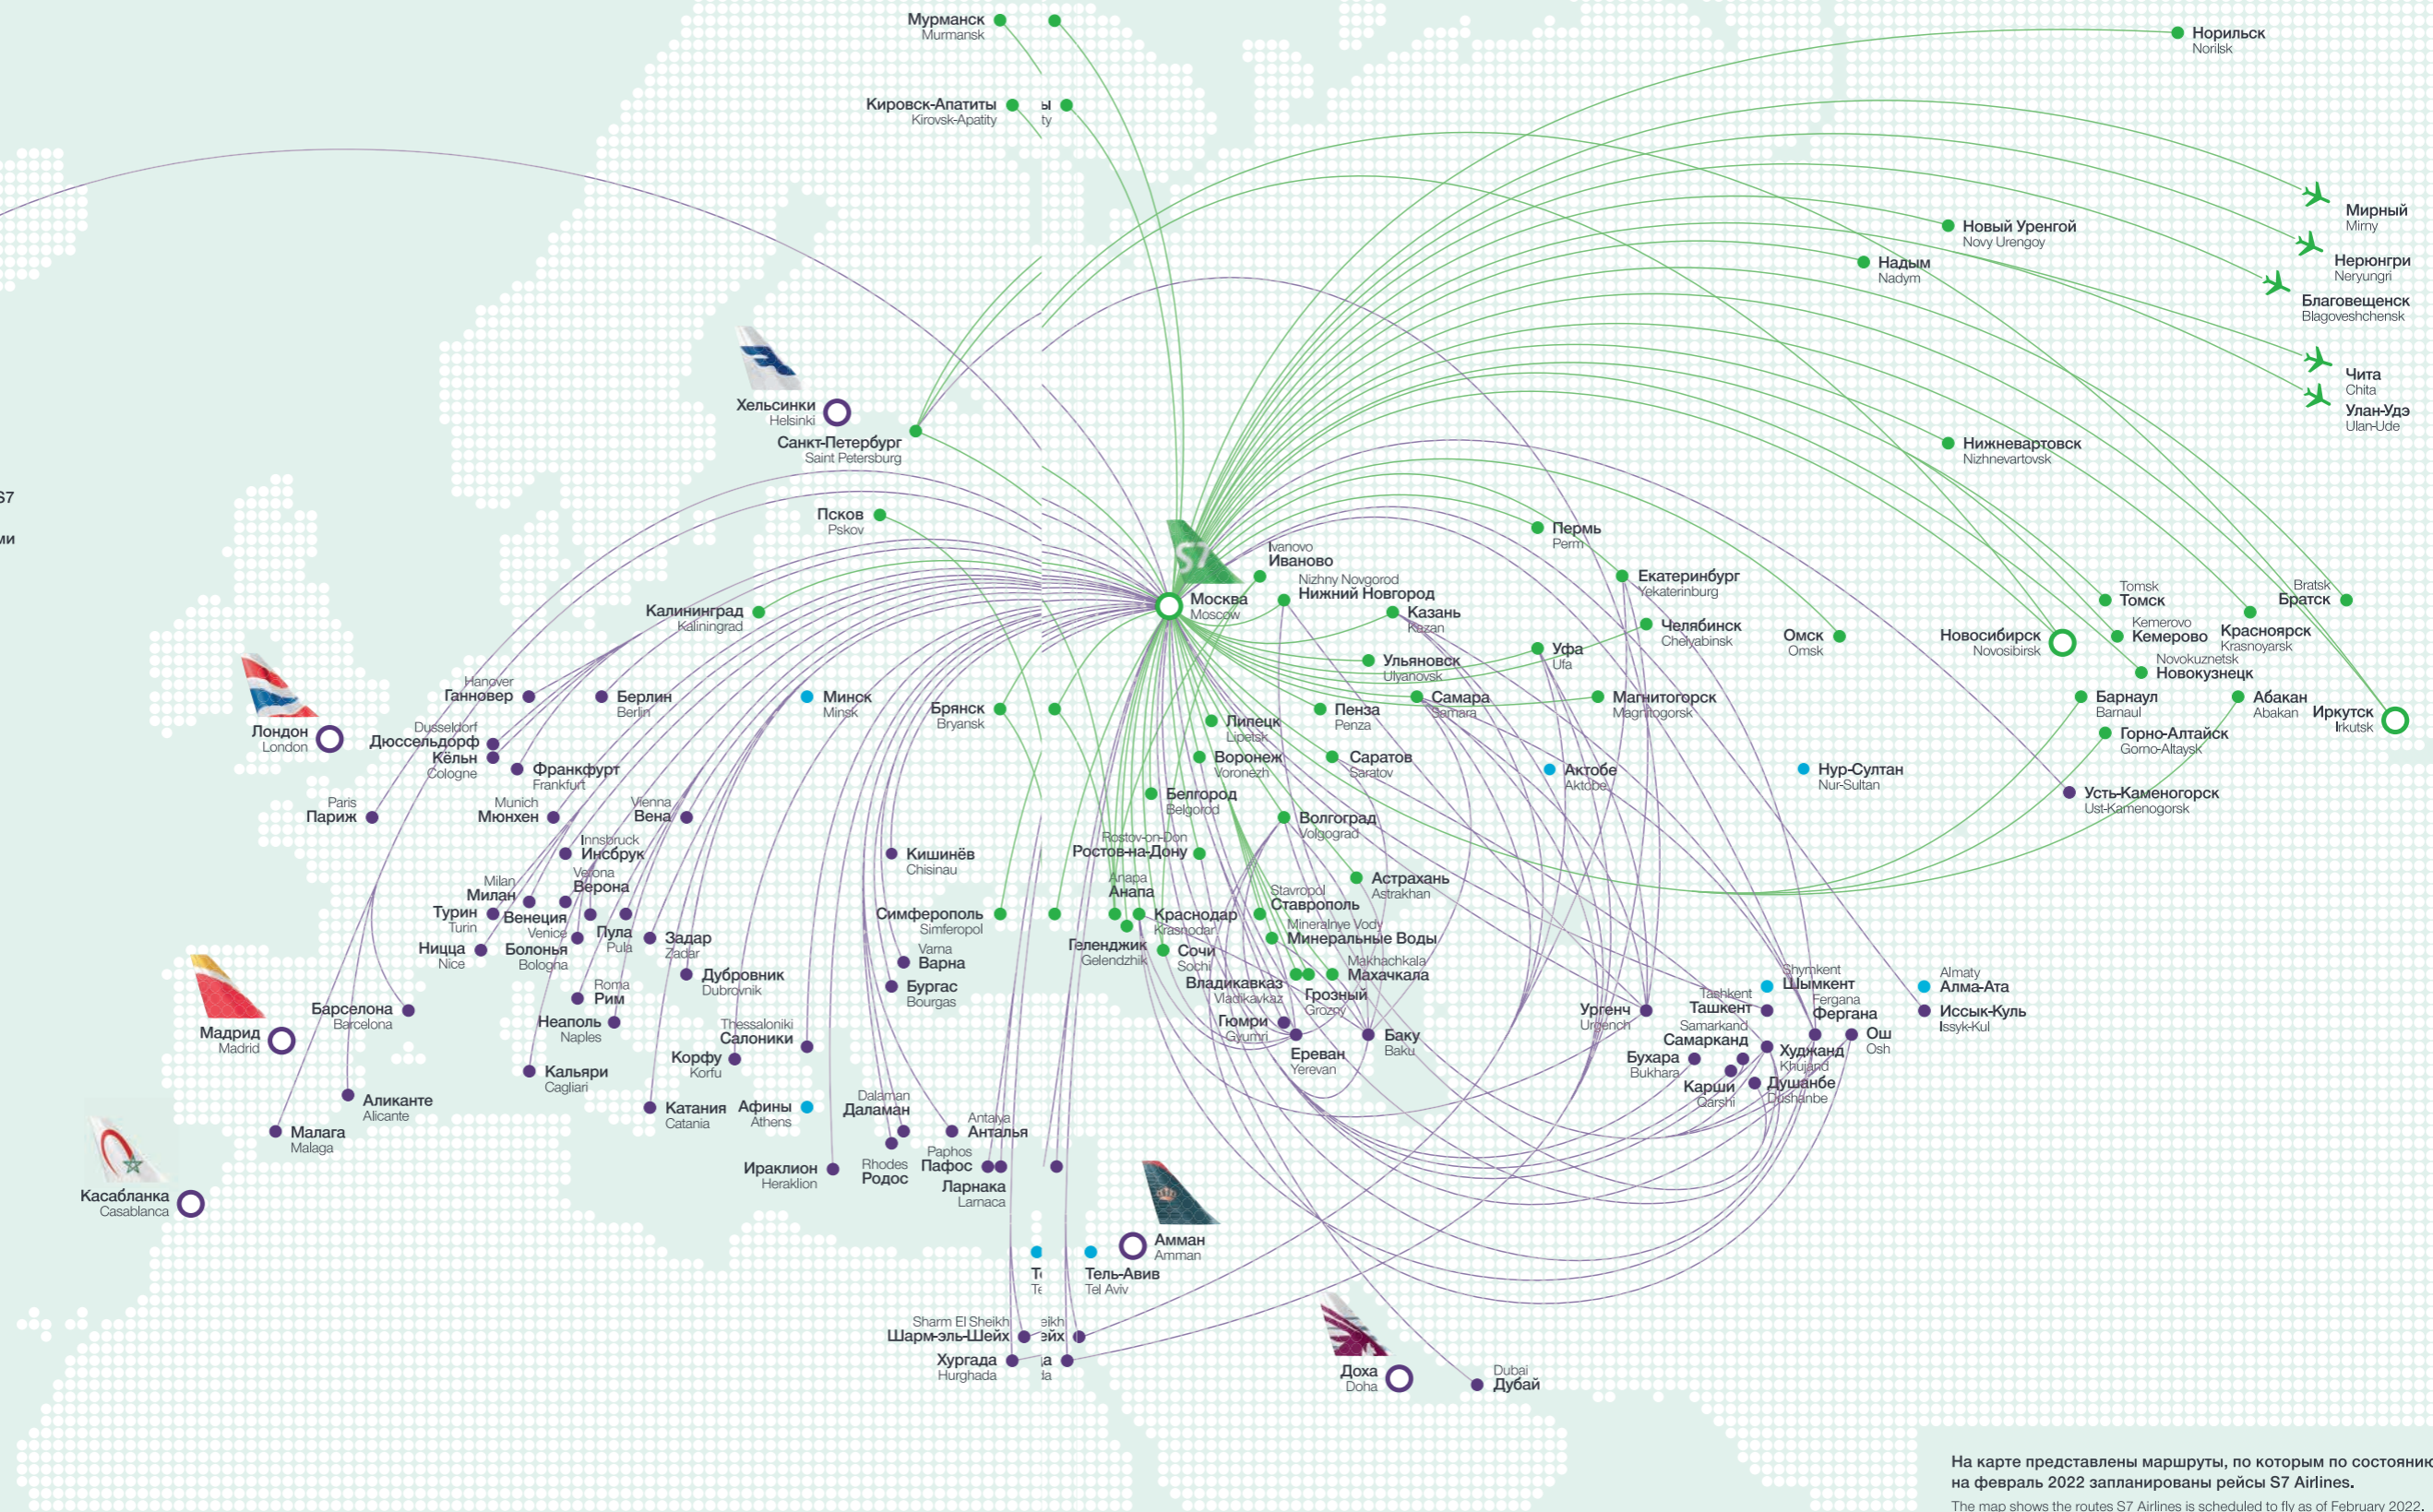 Мурманск
Murmansk
Норильск
Norilsk
Кировск-Апатиты
Kirovsk-Apatity
ы
ty
Мирный
Mirny
Новый Уренгой
Novy Urengoy
Нерюнгри
Neryungri
Надым
Nadym
Благовещенск
Blagoveshchensk
Чита
Chita
Улан-Удэ
Ulan-Ude
Хельсинки
Helsinki
Санкт-Петербург
Saint Petersburg
Нижневартовск
Nizhnevartovsk
S7
ми
Псков
Pskov
S7
Пермь
Perm
Ivanovo
Иваново
Nizhny Novgorod
Нижний Новгород
Екатеринбург
Yekaterinburg
Москва
Moscow
Казань
Kazan
Калининград
Kaliningrad
Челябинск
Chelyabinsk
Омск
Omsk
Новосибирск
Novosibirsk
Tomsk
Томск
Kemerovo
Кемерово
Красноярск
Krasnoyarsk
Bratsk
Братск
Novokuznetsk
Новокузнецк
Уфа
Ufa
Ульяновск
Ulyanovsk
Hanover
Ганновер
Берлин
Berlin
Минск
Minsk
Брянск
Bryansk
Липецк
Lipetsk
Пенза
Penza
Самара
Samara
Магнитогорск
Magnitogorsk
Барнаул
Barnaul
Абакан
Abakan
Иркутск
Irkutsk
Горно-Алтайск
Gorno-Altaysk
Лондон
London
Dusseldorf
Дюссельдорф
Кёльн
Cologne
Франкфурт
Frankfurt
Воронеж
Voronezh
Саратов
Saratov
Актобе
Aktobe
Нур-Султан
Nur-Sultan
Усть-Каменогорск
Ust-Kamenogorsk
Белгород
Belgorod
Paris
Париж
Munich
Мюнхен
Vienna
Вена
Волгоград
Volgograd
Innsbruck
Инсбрук
Кишинёв
Chisinau
Rostov-on-Don
Ростов-на-Дону
Verona
Верона
Milan
Милан
Турин
Turin
Венеция
Venice
Пула
Pula
Anapa
Анапа
Астрахань
Astrakhan
Симферополь
Simferopol
Краснодар
Krasnodar
Stavropol
Ставрополь
Mineralnye Vody
Минеральные Воды
Ницца
Nice
Болонья
Bologna
Задар
Zadar
Varna
Варна
Геленджик
Gelendzhik
Сочи
Sochi
Makhachkala
Махачкала
Дубровник
Dubrovnik
Roma
Рим
Бургас
Bourgas
Владикавказ
Vladikavkaz
Грозный
Grozny
Барселона
Barcelona
Неаполь
Naples
Thessaloniki
Салоники
Гюмри
Gyumri
Ургенч
Urgench
Shymkent
Шымкент
Tashkent
Ташкент
Fergana
Фергана
Almaty
Алма-Ата
Иссык-Куль
Issyk-Kul
Мадрид
Madrid
Корфу
Korfu
Ереван
Yerevan
Баку
Baku
Samarkand
Самарканд
Ош
Osh
Худжанд
Khujand
Бухара
Bukhara
Кальяри
Cagliari
Карши
Qarshi
Душанбе
Dushanbe
Аликанте
Alicante
Катания
Catania
Афины
Athens
Dalaman
Даламан
Малага
Malaga
Antalya
Анталья
Paphos
Пафос
Ираклион
Heraklion
Rhodes
Родос
Ларнака
Larnaca
Касабланка
Casablanca
Амман
Amman
Те
Te
Тель-Авив
Tel Aviv
Sharm El Sheikh
Шарм-эль-Шейх
eikh
ейх
Хургада
Hurghada
да
da
Доха
Doha
Dubai
Дубай
На карте представлены маршруты, по которым по состоянию
на февраль 2022 запланированы рейсы S7 Airlines.
The map shows the routes S7 Airlines is scheduled to fly as of February 2022.